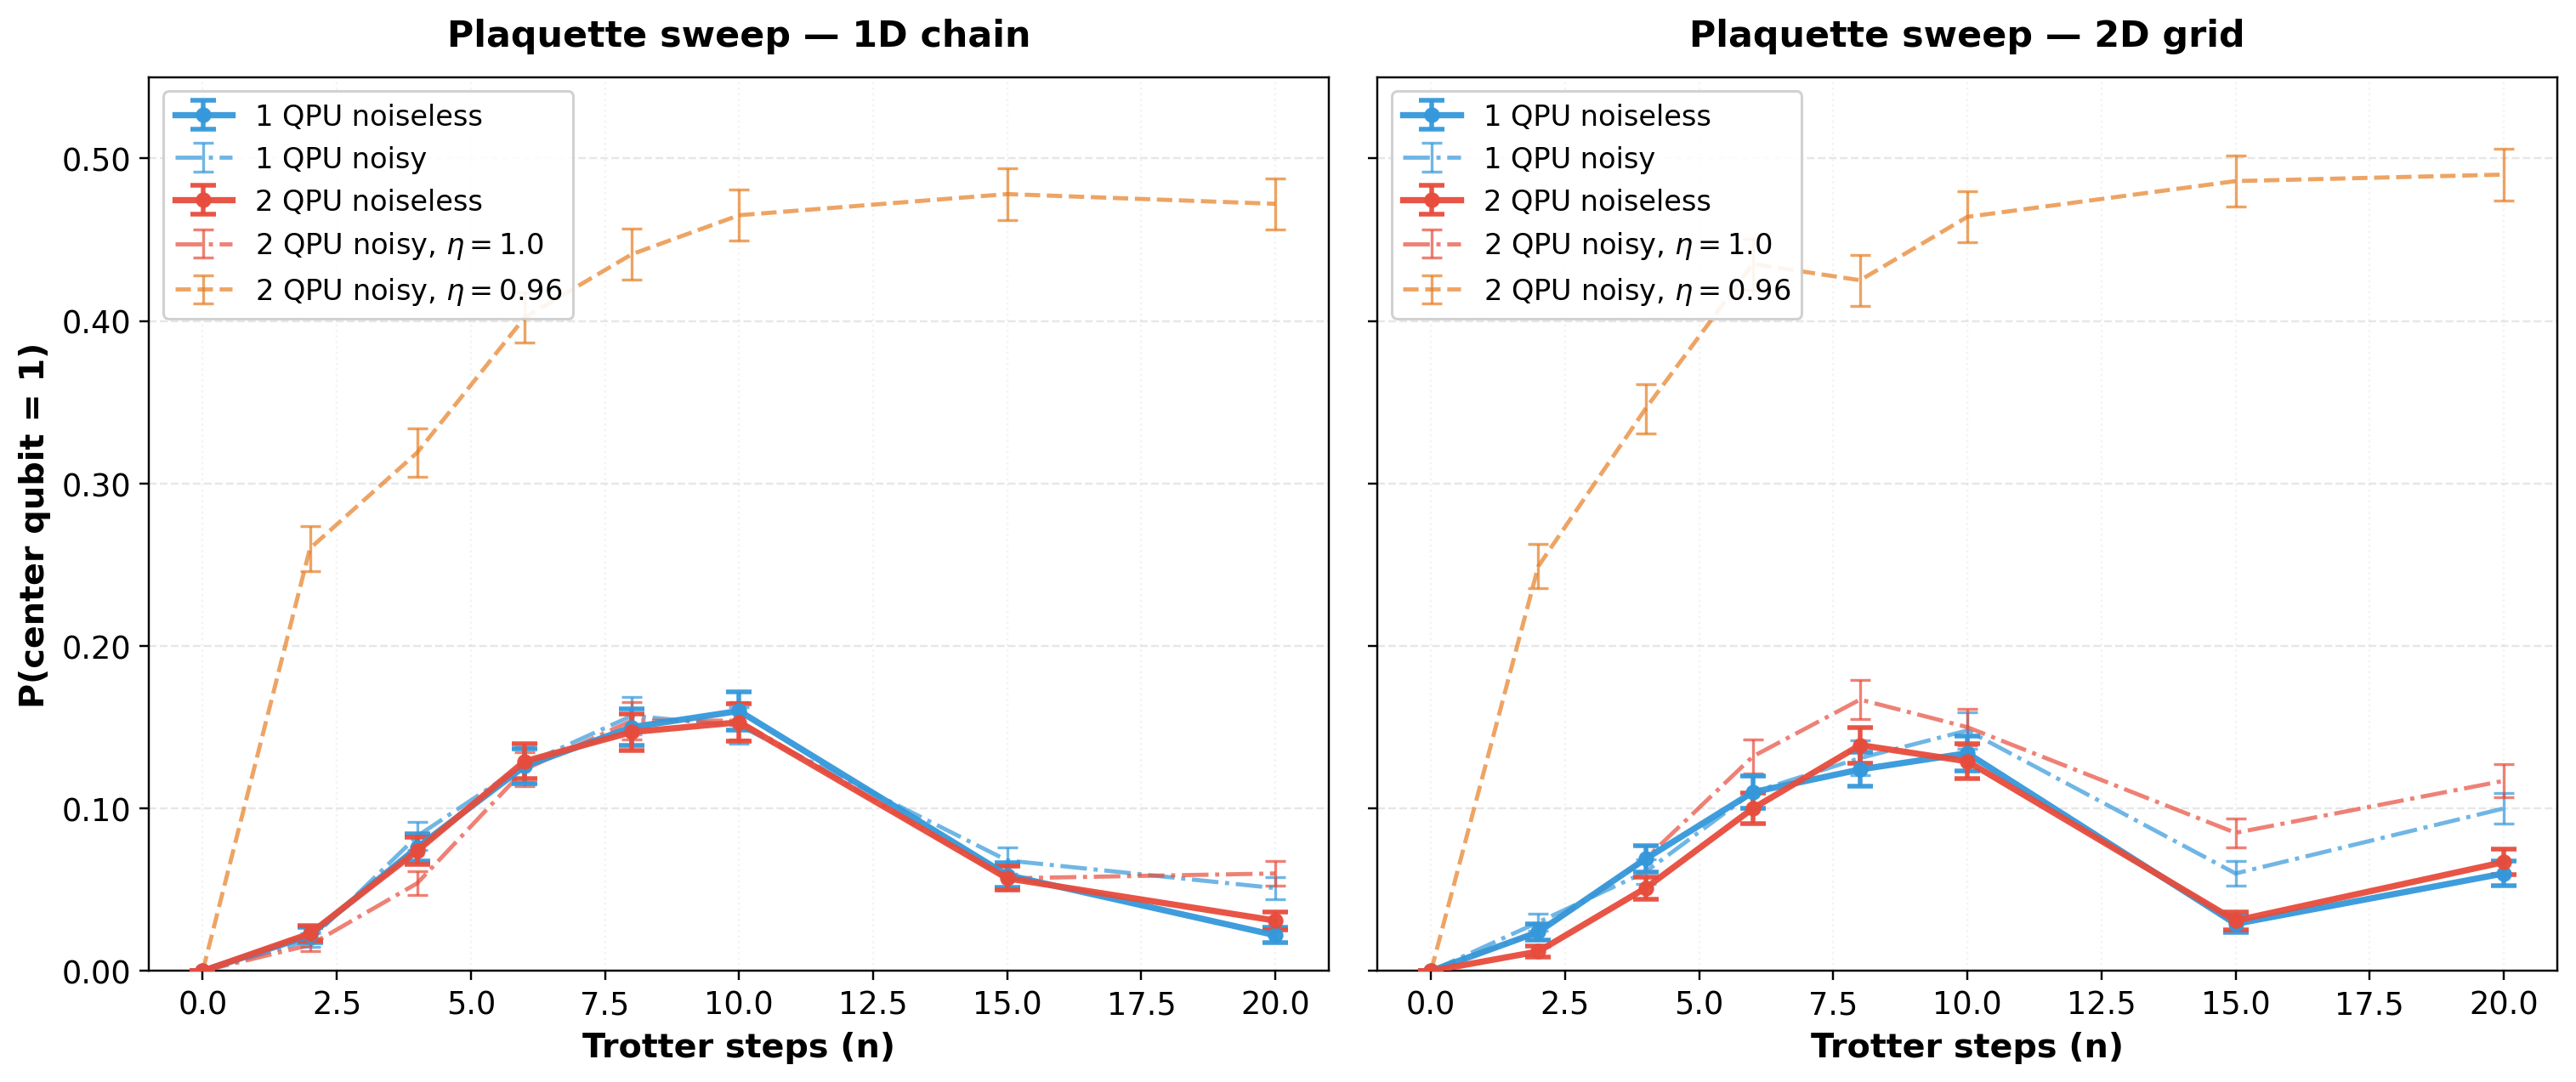 Plaquette sweep — 1D chain
1 QPU noiseless
1 QPU noisy
2 QPU noiseless
2 QPU noisy, η = 1.0
2 QPU noisy, η = 0.96
P(center qubit = 1)
0.50
0.40
0.30
0.20
0.10
0.00
0.0 2.5 5.0 7.5 10.0 12.5 15.0 17.5 20.0
Trotter steps (n)
Plaquette sweep — 2D grid
1 QPU noiseless
1 QPU noisy
2 QPU noiseless
2 QPU noisy, η = 1.0
2 QPU noisy, η = 0.96
0.0 2.5 5.0 7.5 10.0 12.5 15.0 17.5 20.0
Trotter steps (n)